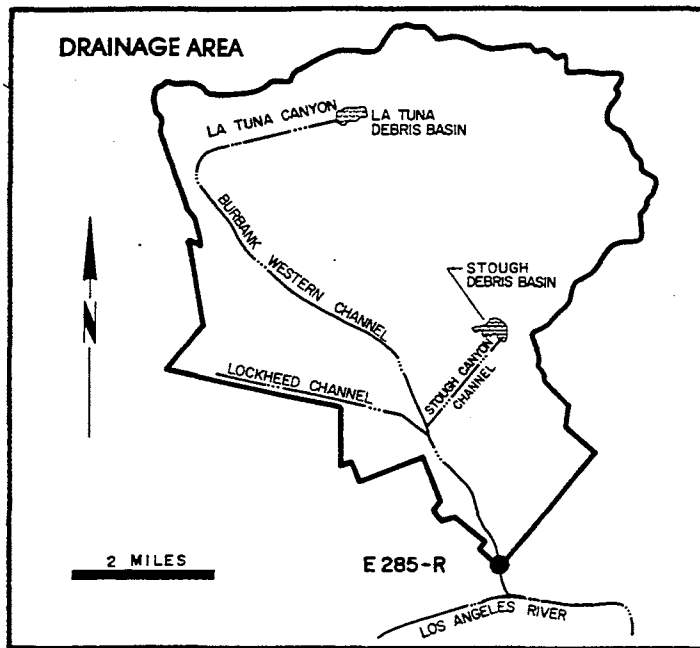 DRAINAGE AREA
LA TUNA CANYON
LA TUNA
DEBRIS BASIN
BURBANK WESTERN CHANNEL
N
STOUGH
DEBRIS BASIN
STOUGH CANYON
CHANNEL
LOCKHEED CHANNEL
2 MILES
E 285-R
LOS ANGELES RIVER